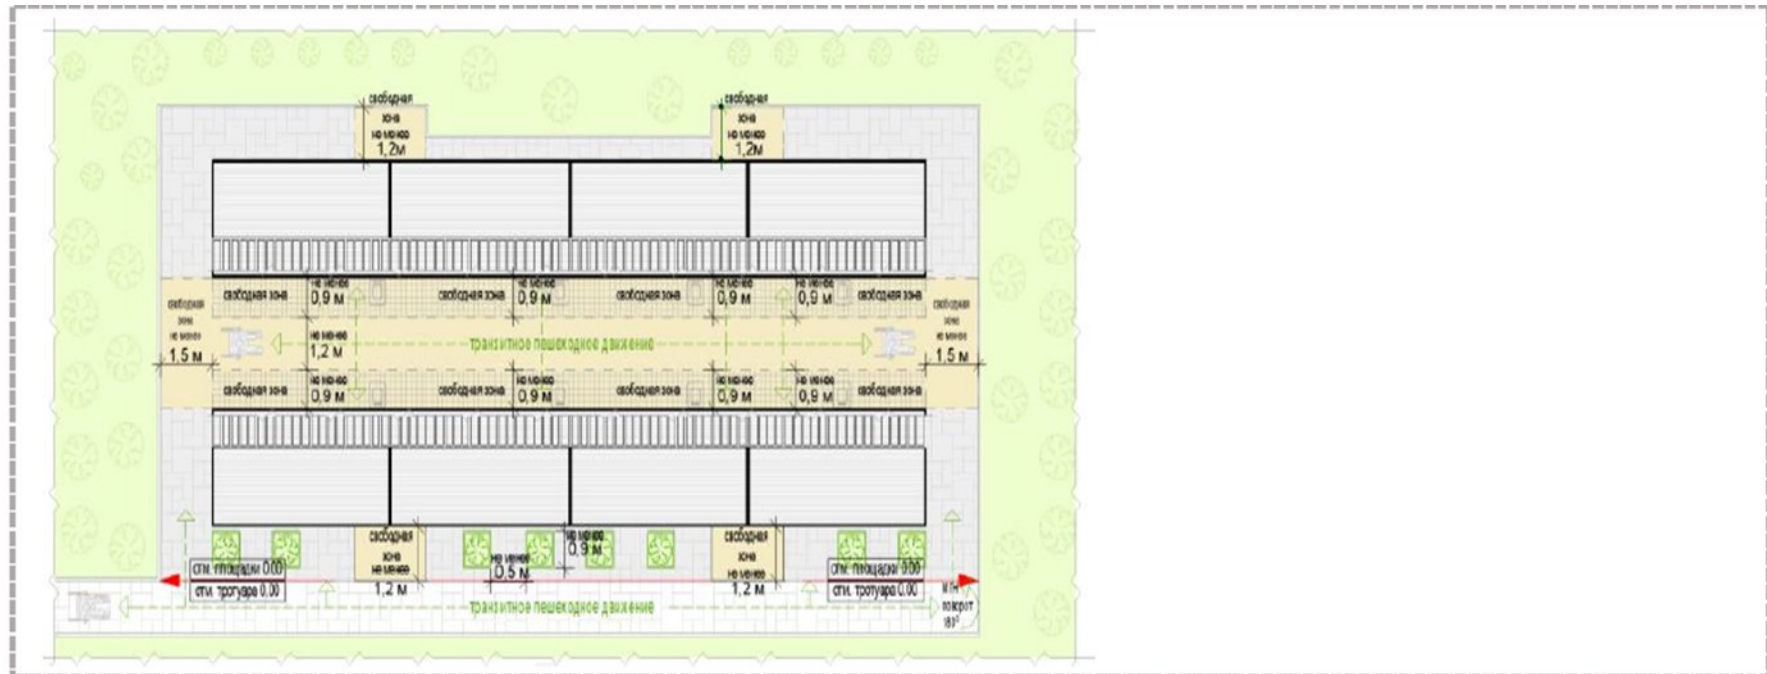 свободная
зона
не менее
1,2м
свободная
зона
не менее
1,2м
свободная
зона
не менее
1.5 м
свободная зона
не менее
0,9 м
свободная зона
не менее
0,9 м
свободная зона
не менее
0,9 м
не менее
0,9 м
свободная зона
свободная
зона
не менее
1.5 м
не менее
1,2 м
транзитное пешеходное движение
свободная зона
не менее
0,9 м
свободная зона
не менее
0,9 м
свободная зона
не менее
0,9 м
не менее
0,9 м
свободная зона
свободная
зона
не менее
1,2 м
не менее
0,9 м
не менее
0,5 м
свободная
зона
не менее
1,2 м
отм. площадки 0.00
отм. тротуара 0,00
отм. площадки 0.00
отм. тротуара 0.00
транзитное пешеходное движение
поворот
180°